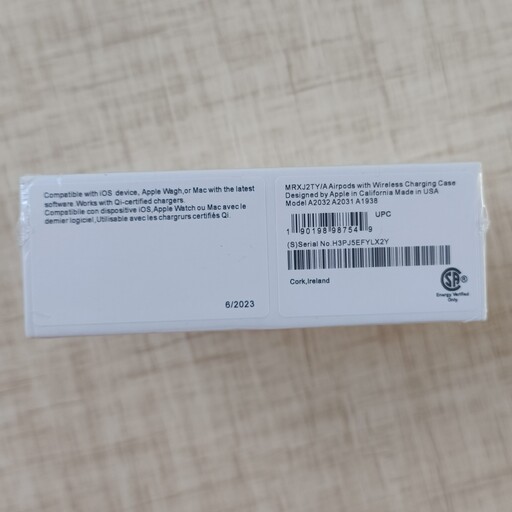 Compatible with iOS device, Apple Wagh,or Mac with the latest
software.Works with Qi-certified chargers.
Compatibile con dispositive iOS,Apple Watch ou Mac avec le
dernier logiciel,Utilisable avec les chargrurs certifiés Qi.
6/2023
MRXJ2TY/A Airpods with Wireless Charging Case
Designed by Apple in California Made in USA
Model A2032 A2031 A1938
UPC
1 90198 98754 9
(S)Serial No.H3PJ5EFYLX2Y
Cork,Ireland
SA®
Energy Verified
Only